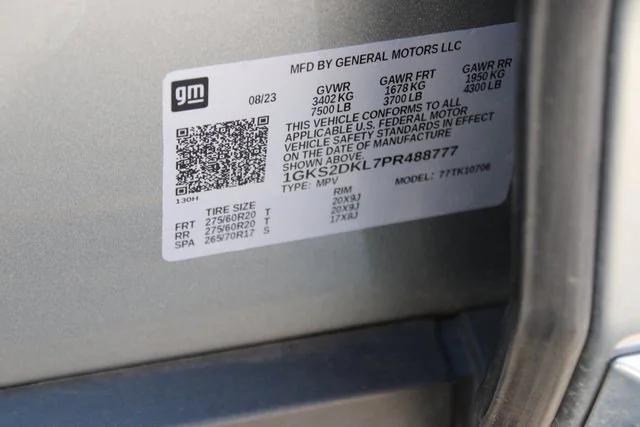 MFD BY GENERAL MOTORS LLC
gm
08/23 GVWR GAWR FRT GAWR RR
3402 KG 1678 KG 1950 KG
7500 LB 3700 LB 4300 LB
THIS VEHICLE CONFORMS TO ALL
APPLICABLE U.S. FEDERAL MOTOR
VEHICLE SAFETY STANDARDS IN EFFECT
ON THE DATE OF MANUFACTURE
SHOWN ABOVE.
1GKS2DKL7PR488777
TYPE: MPV MODEL: 77TK10706
130H
TIRE SIZE RIM
FRT 275/60R20 T 20X9J
RR 275/60R20 T 20X9J
SPA 265/70R17 S 17X8J